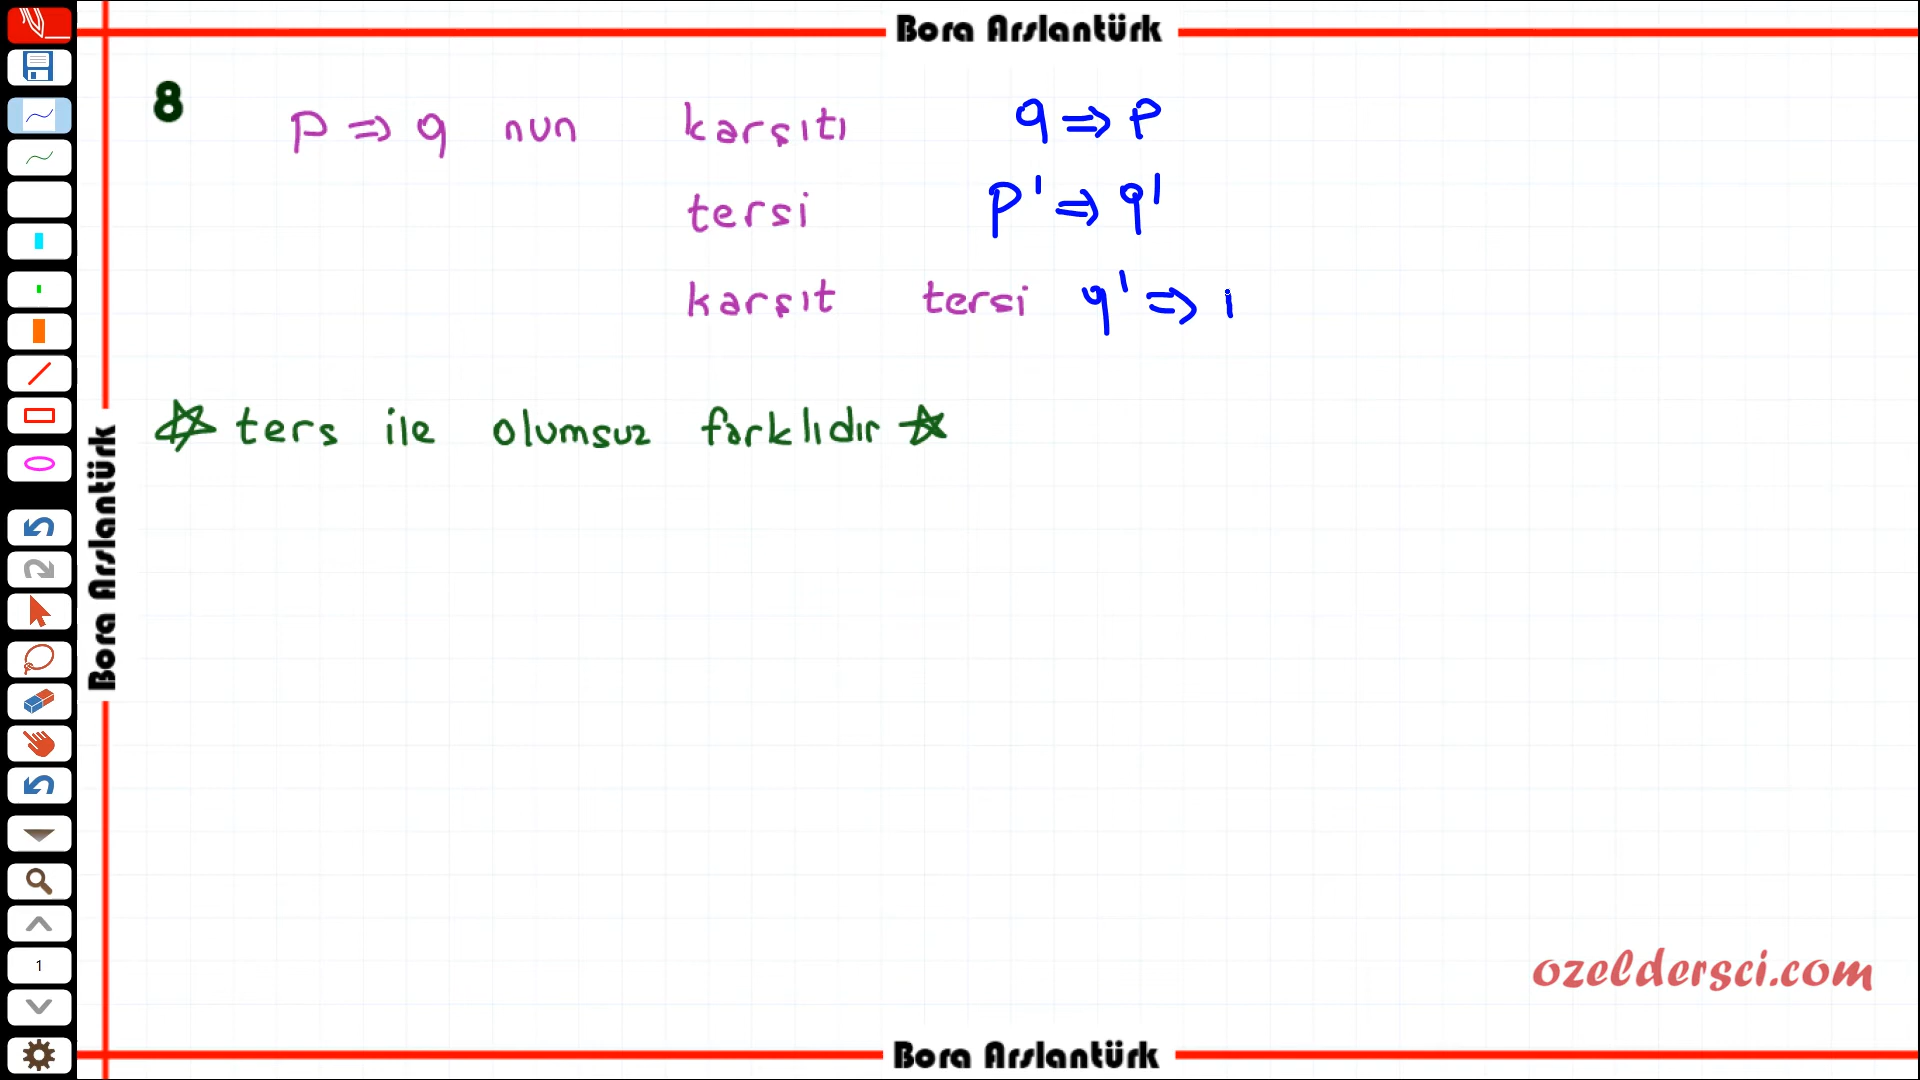 Bora Arslantürk
8
p ⇒ q nun karşıtı q ⇒ p
tersi p' ⇒ q'
karşıt tersi q' ⇒ ı
☆ ters ile olumsuz farklıdır ☆
Bora Arslantürk
1
ozeldersci.com
Bora Arslantürk